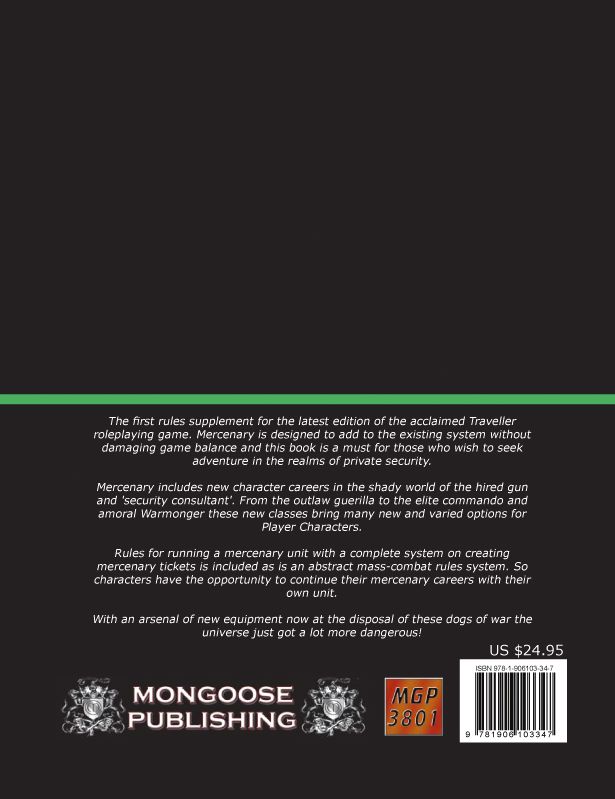 The first rules supplement for the latest edition of the acclaimed Traveller
roleplaying game. Mercenary is designed to add to the existing system without
damaging game balance and this book is a must for those who wish to seek
adventure in the realms of private security.
Mercenary includes new character careers in the shady world of the hired gun
and 'security consultant'. From the outlaw guerilla to the elite commando and
amoral Warmonger these new classes bring many new and varied options for
Player Characters.
Rules for running a mercenary unit with a complete system on creating
mercenary tickets is included as is an abstract mass-combat rules system. So
characters have the opportunity to continue their mercenary careers with their
own unit.
With an arsenal of new equipment now at the disposal of these dogs of war the
universe just got a lot more dangerous!
US $24.95
ISBN 978-1-906103-34-7
MONGOOSE
PUBLISHING
MGP
3801
9 781906 103347